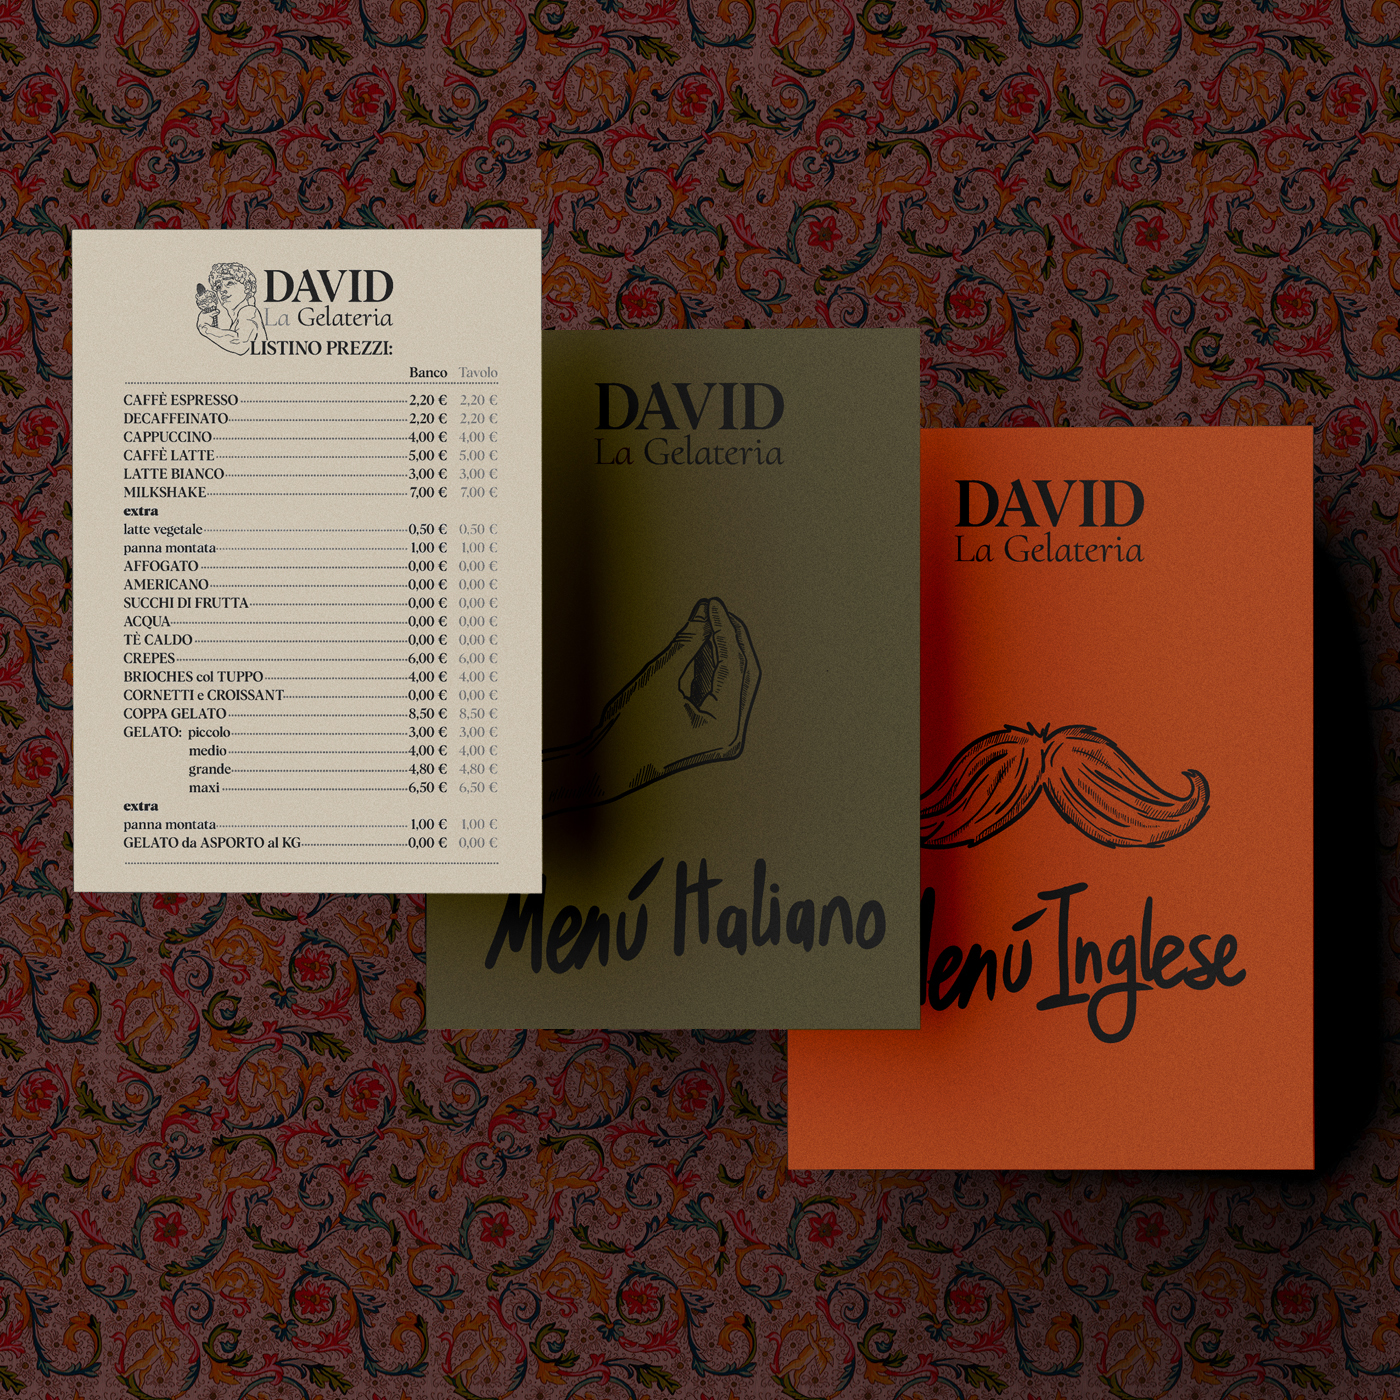 DAVID
La Gelateria
LISTINO PREZZI:
Banco Tavolo
CAFFÈ ESPRESSO 2,20 € 2,20 €
DECAFFEINATO 2,20 € 2,20 €
CAPPUCCINO 4,00 € 4,00 €
CAFFÈ LATTE 5,00 € 5,00 €
LATTE BIANCO 3,00 € 3,00 €
MILKSHAKE 7,00 € 7,00 €
extra
latte vegetale 0,50 € 0,50 €
panna montata 1,00 € 1,00 €
AFFOGATO 0,00 € 0,00 €
AMERICANO 0,00 € 0,00 €
SUCCHI DI FRUTTA 0,00 € 0,00 €
ACQUA 0,00 € 0,00 €
TÈ CALDO 0,00 € 0,00 €
CREPES 6,00 € 6,00 €
BRIOCHES col TUPPO 4,00 € 4,00 €
CORNETTI e CROISSANT 0,00 € 0,00 €
COPPA GELATO 8,50 € 8,50 €
GELATO: piccolo 3,00 € 3,00 €
medio 4,00 € 4,00 €
grande 4,80 € 4,80 €
maxi 6,50 € 6,50 €
extra
panna montata 1,00 € 1,00 €
GELATO da ASPORTO al KG 0,00 € 0,00 €
DAVID
La Gelateria
Menú Italiano
DAVID
La Gelateria
Menú Inglese